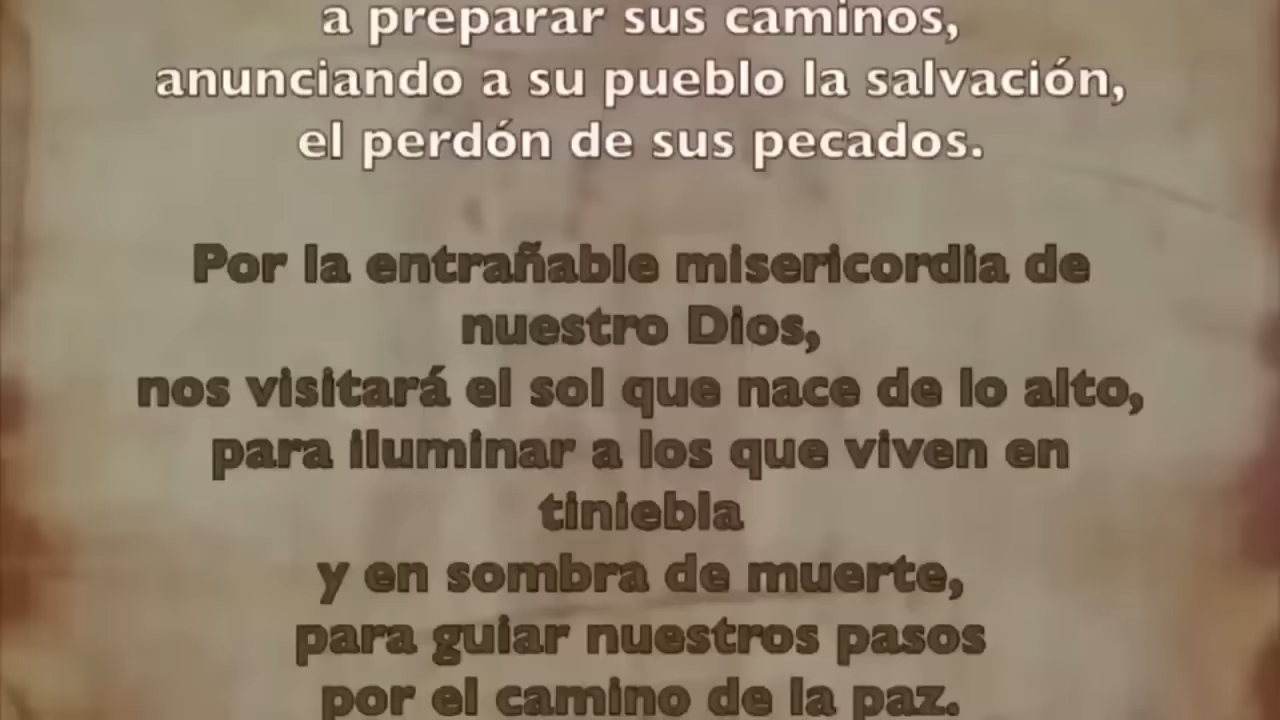 a preparar sus caminos,
anunciando a su pueblo la salvación,
el perdón de sus pecados.
Por la entrañable misericordia de
nuestro Dios,
nos visitará el sol que nace de lo alto,
para iluminar a los que viven en
tiniebla
y en sombra de muerte,
para guiar nuestros pasos
por el camino de la paz.